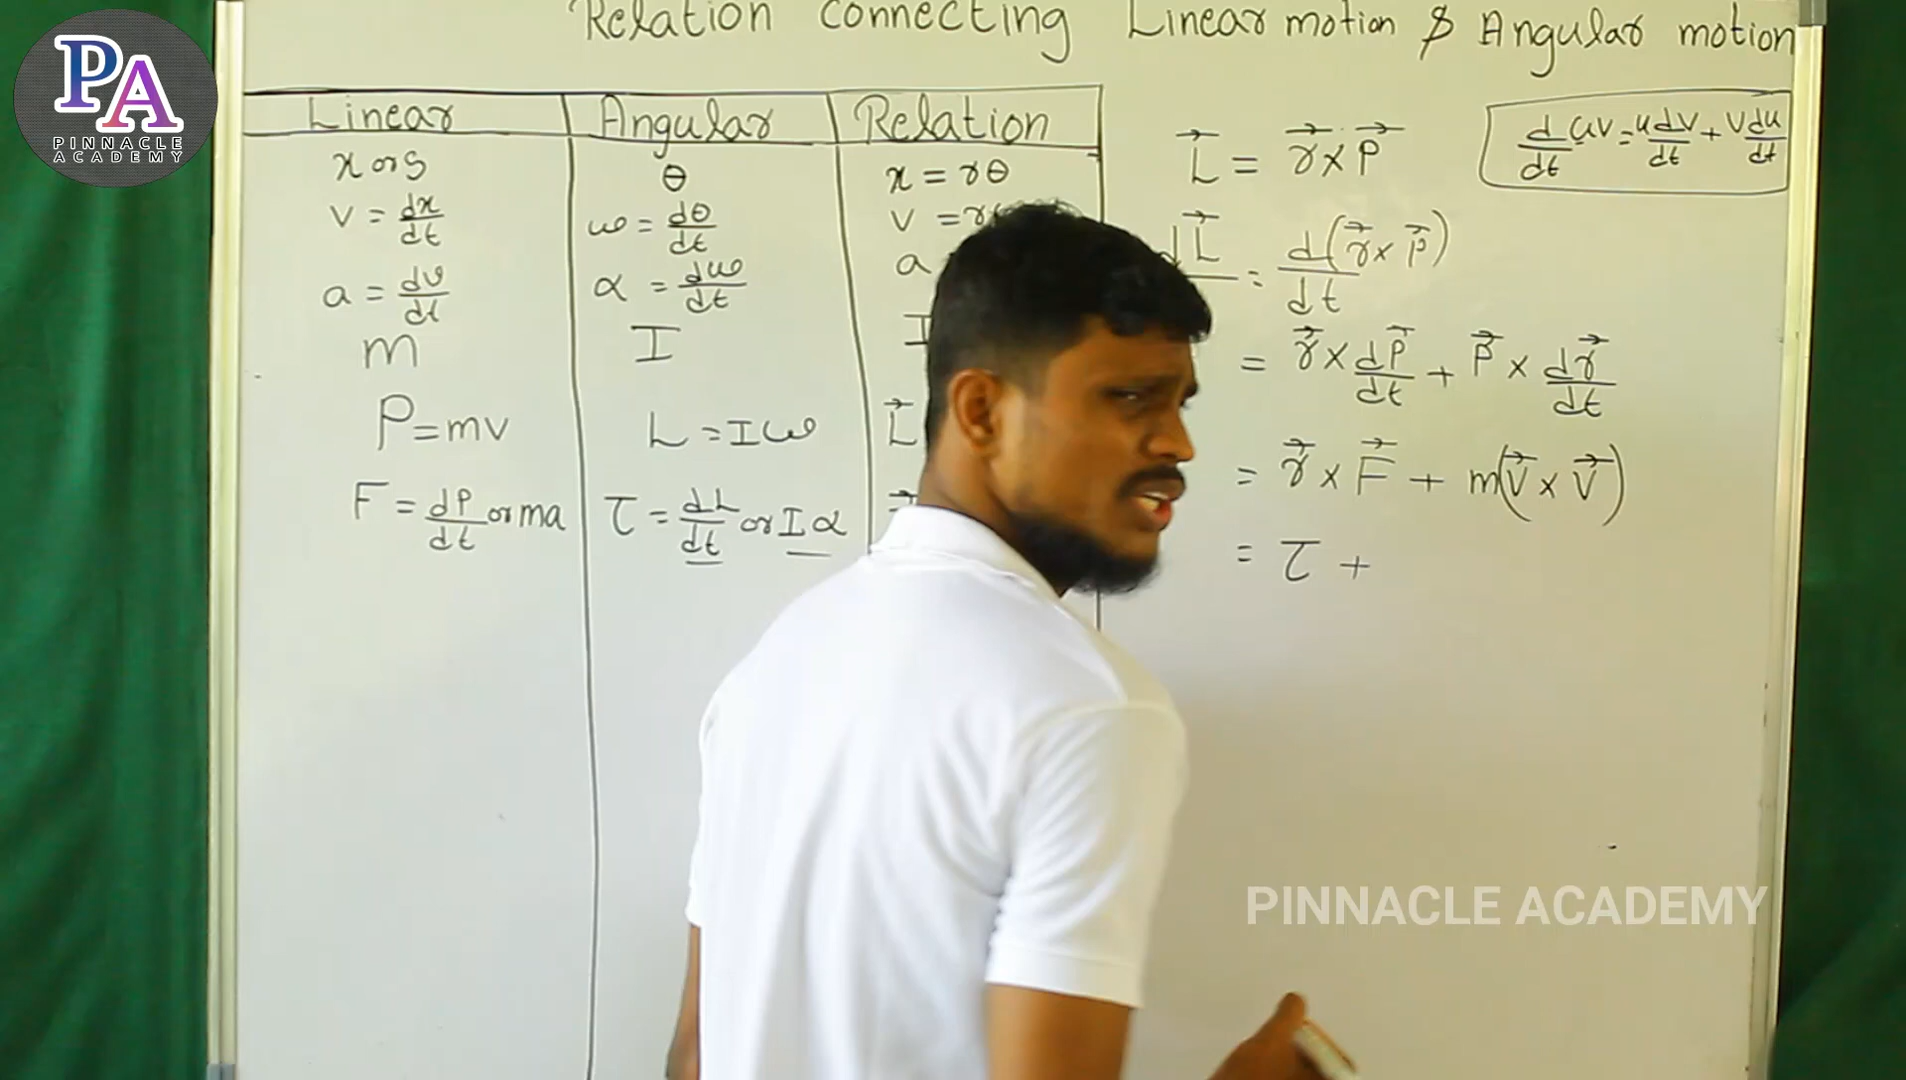 Relation connecting Linear motion & Angular motion
PA
PINNACLE
ACADEMY
Linear Angular Relation
x or s θ x = rθ
v = dx/dt ω = dθ/dt v = r
a = dv/dt α = dω/dt a
m I I
P = mv L = Iω L⃗
F = dP/dt or ma τ = dL/dt or Iα
L⃗ = r⃗ × P⃗
d/dt uv = u dv/dt + v du/dt
dL⃗/dt = d(r⃗ × P⃗)/dt
= r⃗ × dP⃗/dt + P⃗ × dr⃗/dt
= r⃗ × F⃗ + m(v⃗ × v⃗)
= τ +
PINNACLE ACADEMY